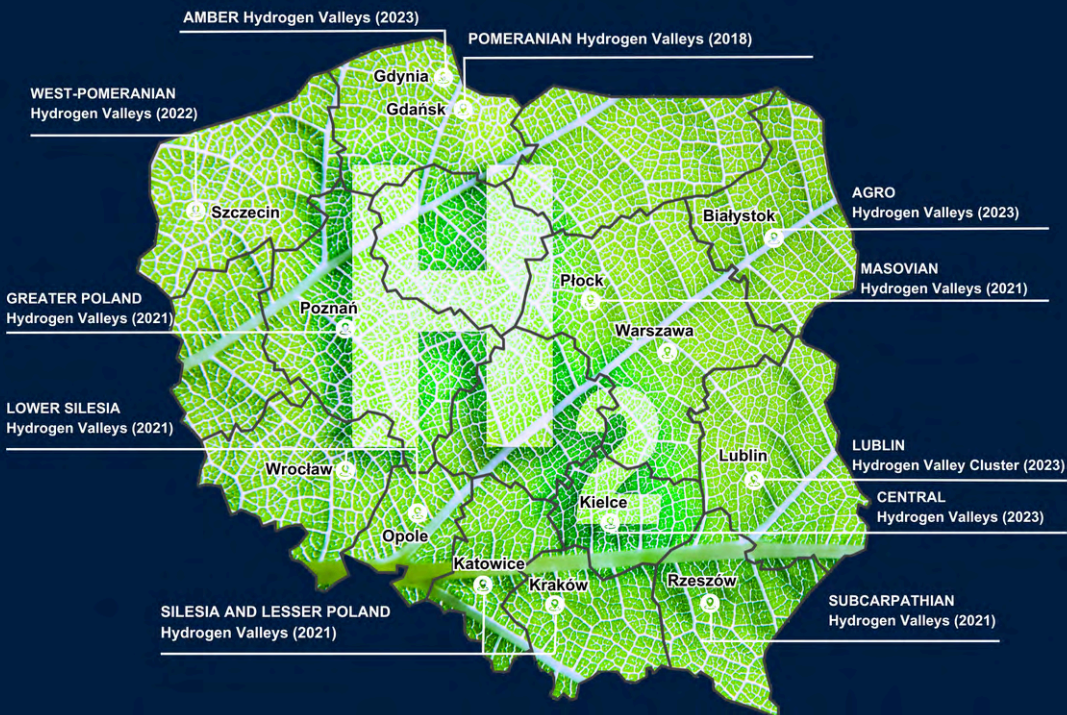 AMBER Hydrogen Valleys (2023)
POMERANIAN Hydrogen Valleys (2018)
Gdynia
Gdańsk
WEST-POMERANIAN
Hydrogen Valleys (2022)
Szczecin
AGRO
Hydrogen Valleys (2023)
Białystok
MASOVIAN
Hydrogen Valleys (2021)
Płock
GREATER POLAND
Hydrogen Valleys (2021)
Poznań
Warszawa
H2
LOWER SILESIA
Hydrogen Valleys (2021)
Wrocław
LUBLIN
Hydrogen Valley Cluster (2023)
Lublin
CENTRAL
Hydrogen Valleys (2023)
Kielce
Opole
Katowice
Kraków
Rzeszów
SILESIA AND LESSER POLAND
Hydrogen Valleys (2021)
SUBCARPATHIAN
Hydrogen Valleys (2021)